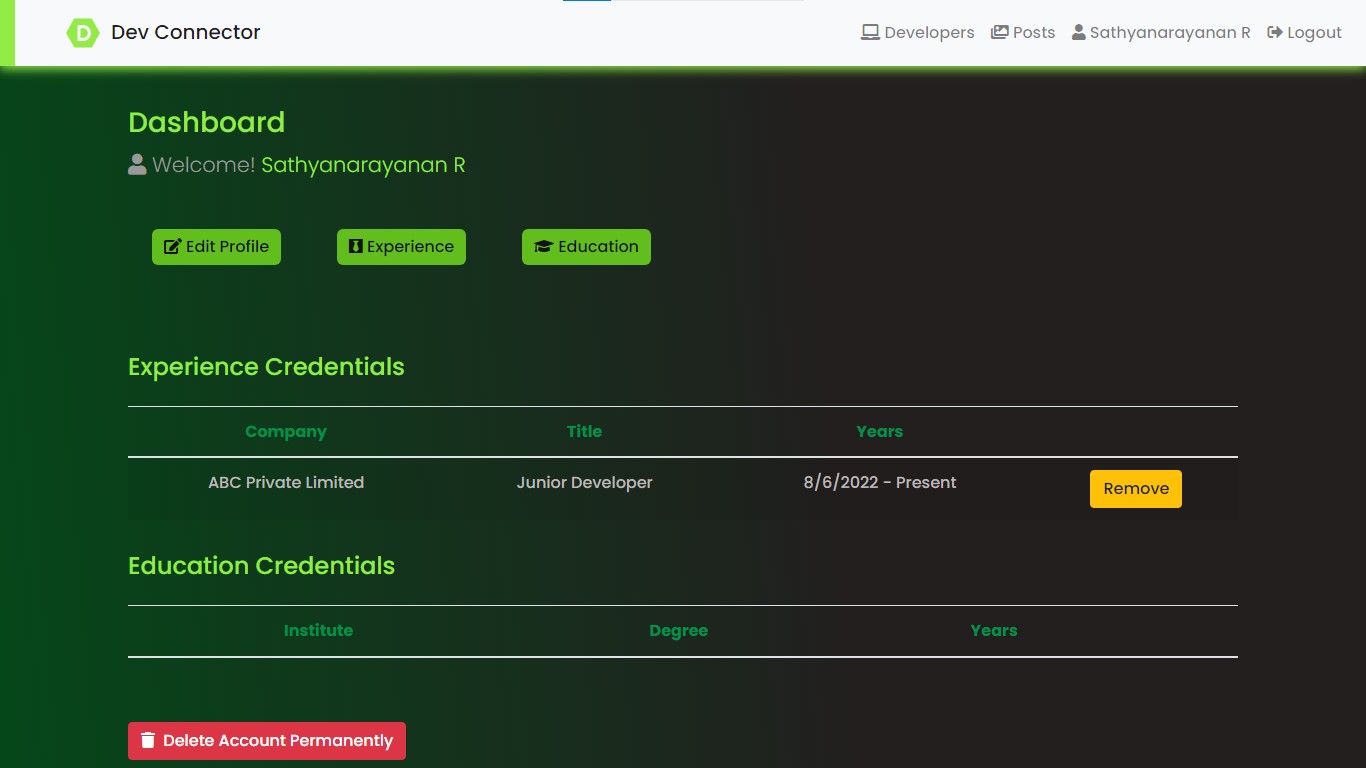 D Dev Connector Developers Posts Sathyanarayanan R Logout
Dashboard
Welcome! Sathyanarayanan R
Edit Profile Experience Education
Experience Credentials
Company Title Years
ABC Private Limited Junior Developer 8/6/2022 - Present Remove
Education Credentials
Institute Degree Years
Delete Account Permanently